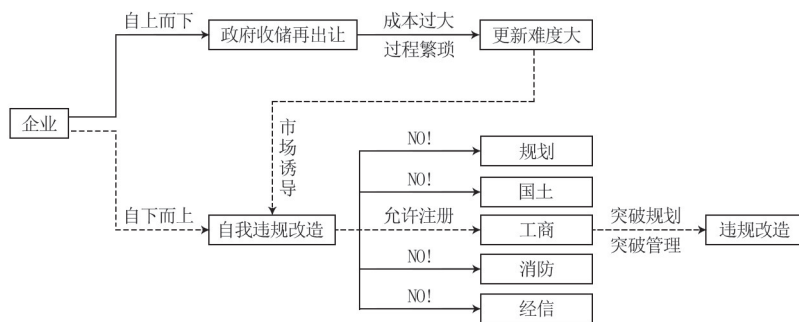 自上而下
政府收储再出让
成本过大
过程繁琐
更新难度大
企业
市场诱导
自下而上
自我违规改造
NO!
规划
NO!
国土
允许注册
工商
突破规划
突破管理
违规改造
NO!
消防
NO!
经信